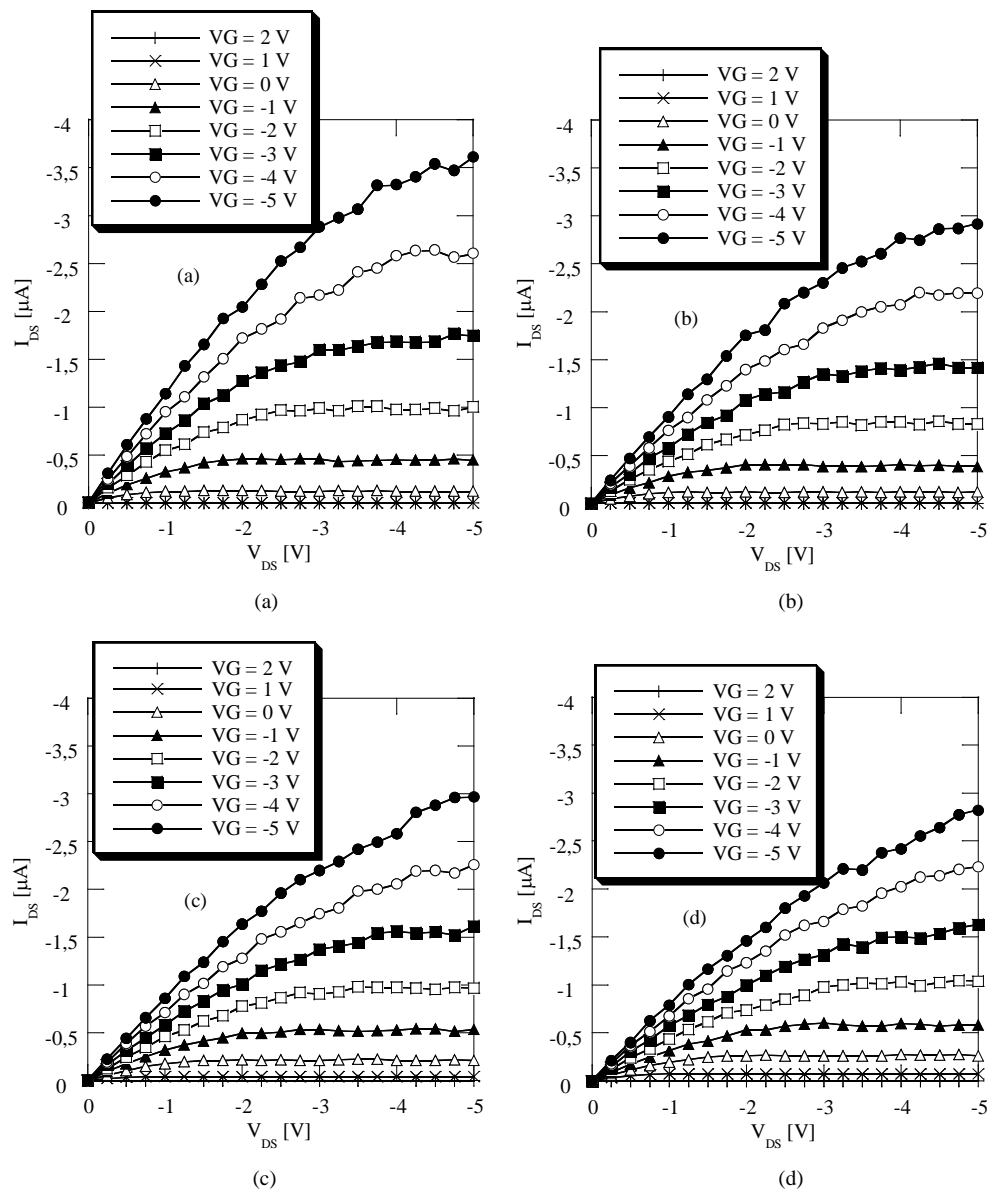 VG = 2 V
VG = 1 V
VG = 0 V
VG = -1 V
VG = -2 V
VG = -3 V
VG = -4 V
VG = -5 V
-4
-3,5
-3
-2,5
-2
-1,5
-1
-0,5
0
I_DS [µA]
(a)
0 -1 -2 -3 -4 -5
V_DS [V]
(a)
VG = 2 V
VG = 1 V
VG = 0 V
VG = -1 V
VG = -2 V
VG = -3 V
VG = -4 V
VG = -5 V
-4
-3,5
-3
-2,5
-2
-1,5
-1
-0,5
0
I_DS [µA]
(b)
0 -1 -2 -3 -4 -5
V_DS [V]
(b)
VG = 2 V
VG = 1 V
VG = 0 V
VG = -1 V
VG = -2 V
VG = -3 V
VG = -4 V
VG = -5 V
-4
-3,5
-3
-2,5
-2
-1,5
-1
-0,5
0
I_DS [µA]
(c)
0 -1 -2 -3 -4 -5
V_DS [V]
(c)
VG = 2 V
VG = 1 V
VG = 0 V
VG = -1 V
VG = -2 V
VG = -3 V
VG = -4 V
VG = -5 V
-4
-3,5
-3
-2,5
-2
-1,5
-1
-0,5
0
I_DS [µA]
(d)
0 -1 -2 -3 -4 -5
V_DS [V]
(d)